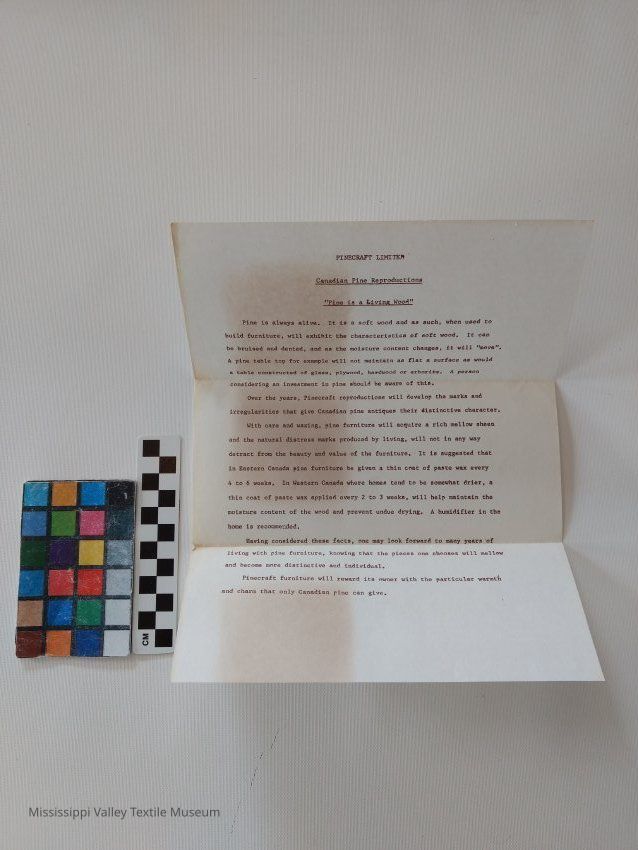 PINECRAFT LIMITED
Canadian Pine Reproductions
"Pine is a Living Wood"
Pine is always alive. It is a soft wood and as such, when used to
build furniture, will exhibit the characteristics of soft wood. It can
be bruised and dented, and as the moisture content changes, it will "move".
A pine table top for example will not maintain as flat a surface as would
a table constructed of glass, plywood, hardwood or arborite. A person
considering an investment in pine should be aware of this.
Over the years, Pinecraft reproductions will develop the marks and
irregularities that give Canadian pine antiques their distinctive character.
With care and waxing, pine furniture will acquire a rich mellow sheen
and the natural distress marks produced by living, will not in any way
detract from the beauty and value of the furniture. It is suggested that
in Eastern Canada pine furniture be given a thin coat of paste wax every
4 to 6 weeks. In Western Canada where homes tend to be somewhat drier, a
thin coat of paste wax applied every 2 to 3 weeks, will help maintain the
moisture content of the wood and prevent undue drying. A humidifier in the
home is recommended.
Having considered these facts, one may look forward to many years of
living with pine furniture, knowing that the pieces one chooses will mellow
and become more distinctive and individual.
Pinecraft furniture will reward its owner with the particular warmth
and charm that only Canadian pine can give.
CM
Mississippi Valley Textile Museum